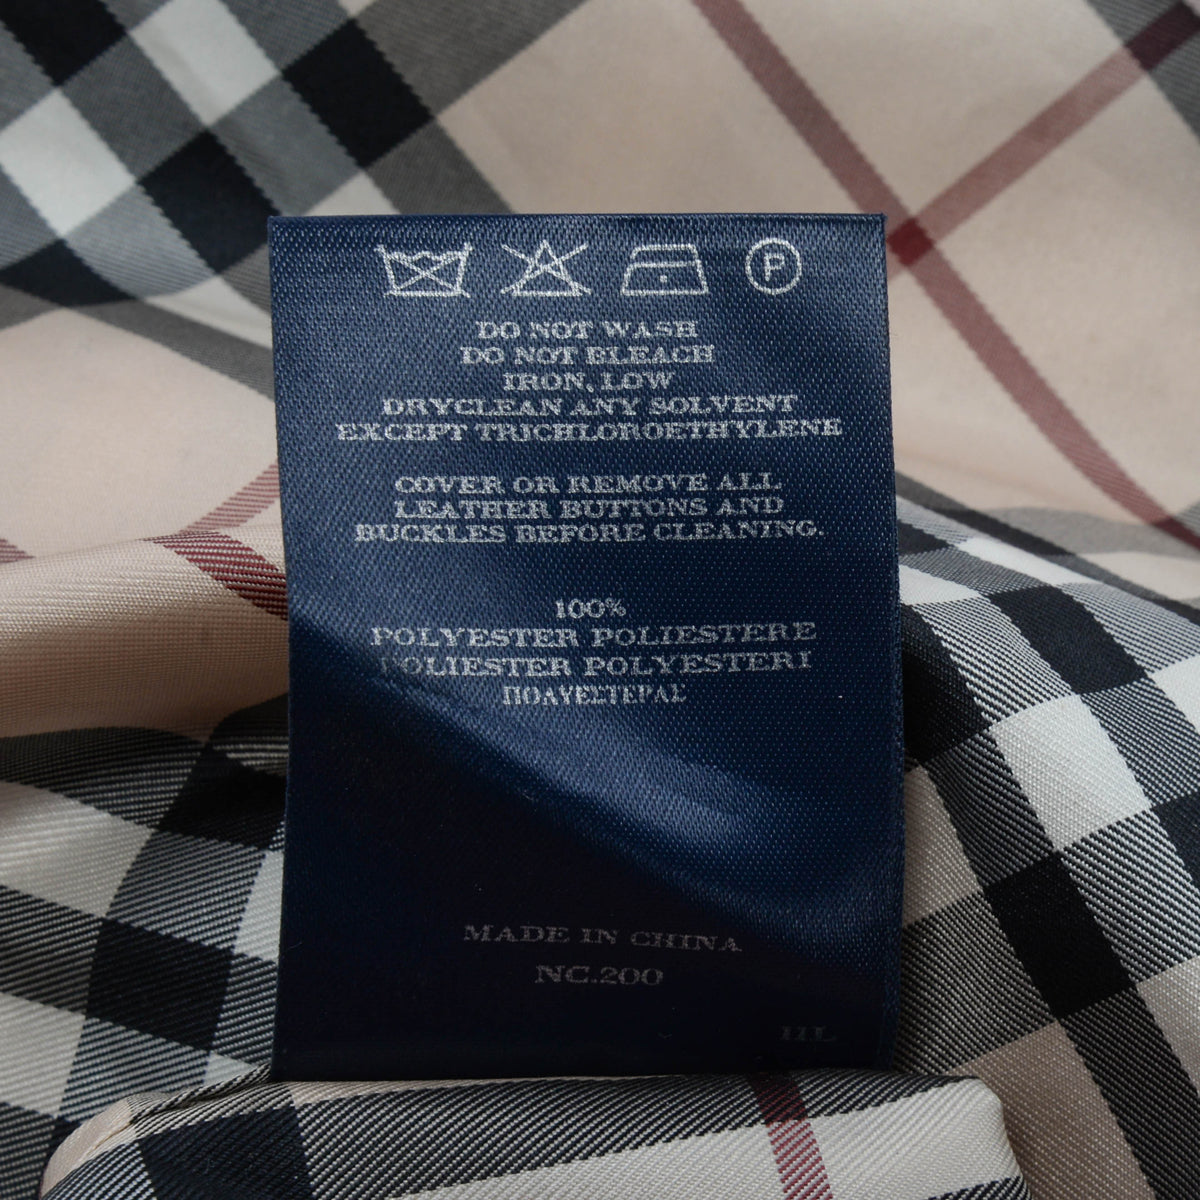 P
DO NOT WASH
DO NOT BLEACH
IRON, LOW
DRYCLEAN ANY SOLVENT
EXCEPT TRICHLOROETHYLENE
COVER OR REMOVE ALL
LEATHER BUTTONS AND
BUCKLES BEFORE CLEANING.
100%
POLYESTER POLIESTERE
POLIESTER POLYESTERI
ΠΟΛΥΕΣΤΕΡΑΣ
MADE IN CHINA
NC.200